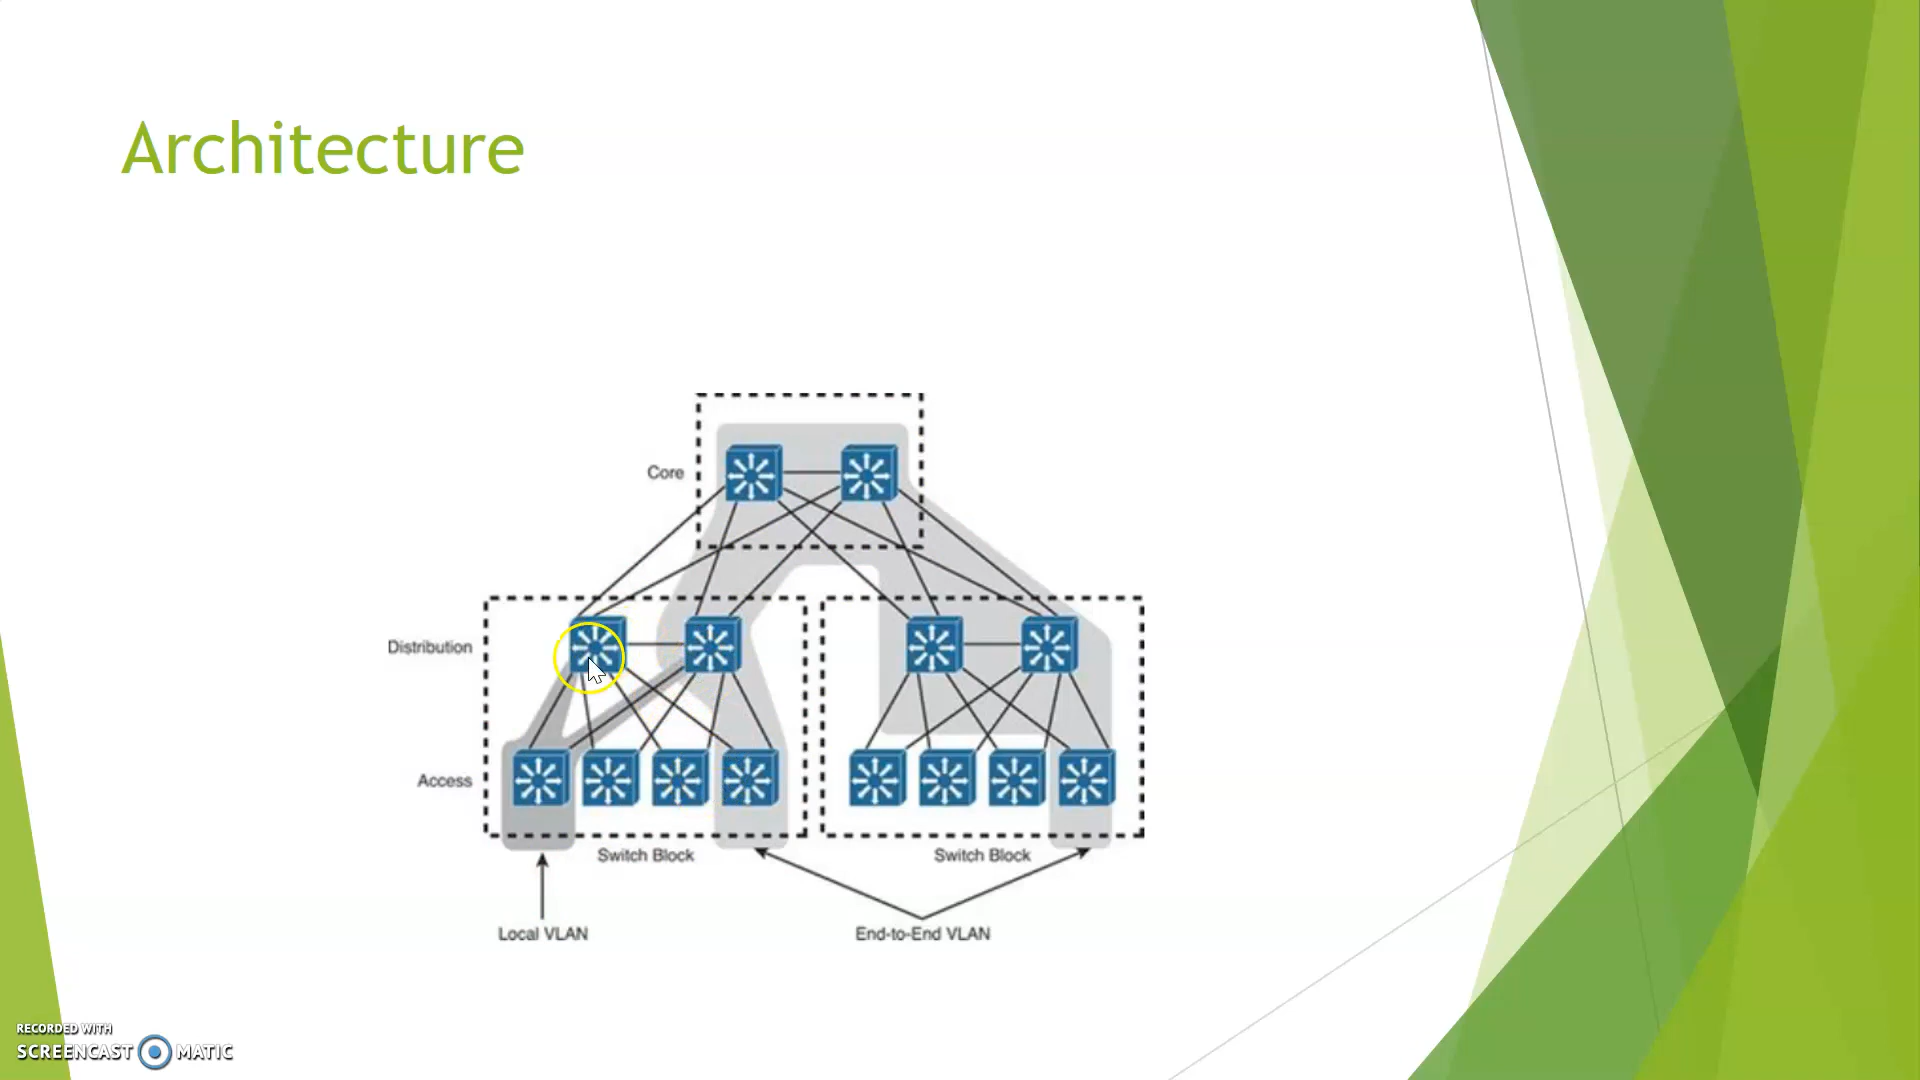 Architecture
Core
Distribution
Access
Switch Block
Switch Block
Local VLAN
End-to-End VLAN
RECORDED WITH
SCREENCAST MATIC